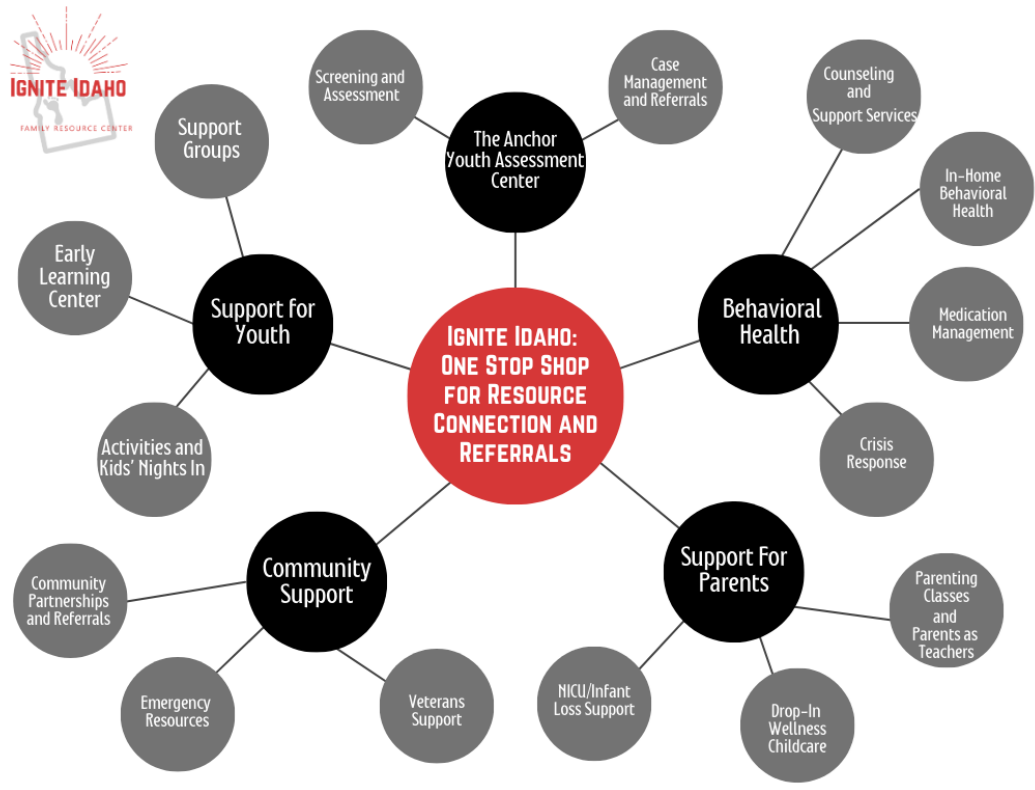 IGNITE IDAHO
FAMILY RESOURCE CENTER
Screening and
Assessment
Case
Management
and Referrals
The Anchor
Youth Assessment
Center
Counseling
and
Support Services
In-Home
Behavioral
Health
Medication
Management
Crisis
Response
Behavioral
Health
Support
Groups
Early
Learning
Center
Activities and
Kids' Nights In
Support for
Youth
IGNITE IDAHO:
ONE STOP SHOP
FOR RESOURCE
CONNECTION AND
REFERRALS
Community
Support
Community
Partnerships
and Referrals
Emergency
Resources
Veterans
Support
Support For
Parents
NICU/Infant
Loss Support
Drop-In
Wellness
Childcare
Parenting
Classes
and
Parents as
Teachers